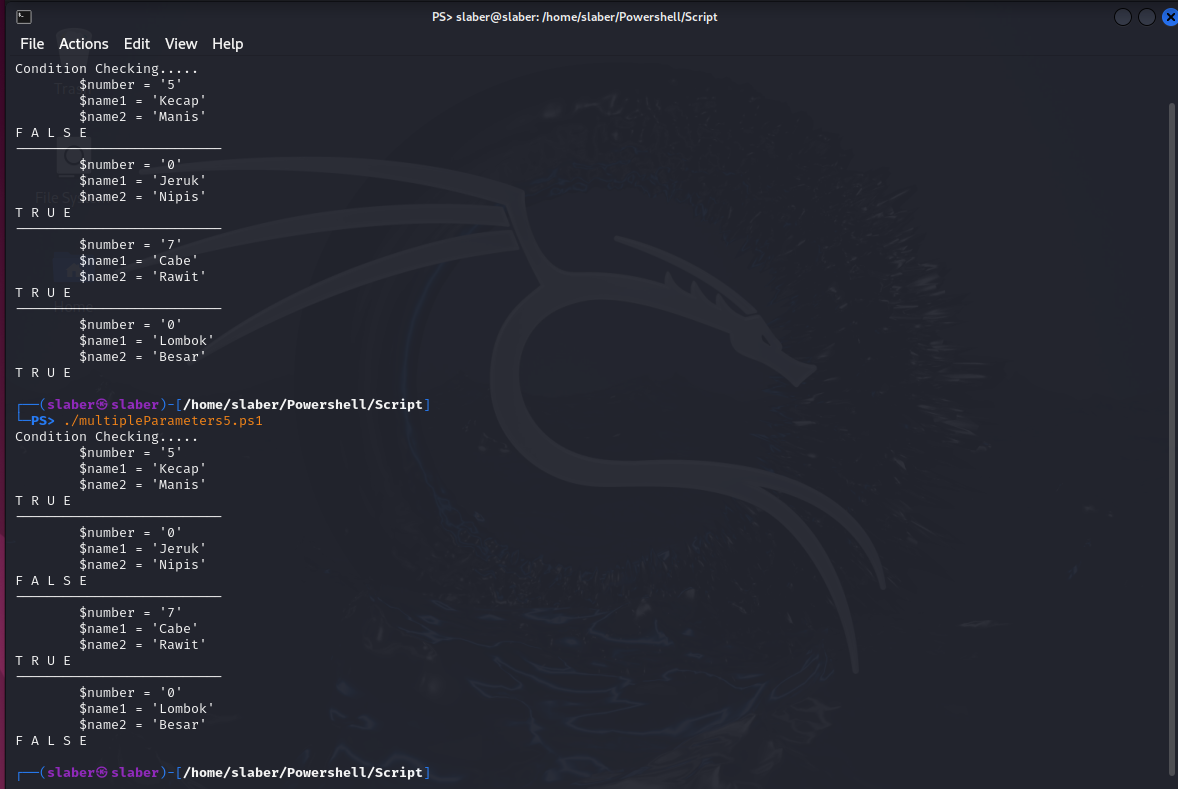 PS> slaber@slaber: /home/slaber/Powershell/Script
File Actions Edit View Help
Condition Checking.....
$number = '5'
$name1 = 'Kecap'
$name2 = 'Manis'
F A L S E
$number = '0'
$name1 = 'Jeruk'
$name2 = 'Nipis'
T R U E
$number = '7'
$name1 = 'Cabe'
$name2 = 'Rawit'
T R U E
$number = '0'
$name1 = 'Lombok'
$name2 = 'Besar'
T R U E
┌──(slaber㉿slaber)-[/home/slaber/Powershell/Script]
└─PS> ./multipleParameters5.ps1
Condition Checking.....
$number = '5'
$name1 = 'Kecap'
$name2 = 'Manis'
T R U E
$number = '0'
$name1 = 'Jeruk'
$name2 = 'Nipis'
F A L S E
$number = '7'
$name1 = 'Cabe'
$name2 = 'Rawit'
T R U E
$number = '0'
$name1 = 'Lombok'
$name2 = 'Besar'
F A L S E
┌──(slaber㉿slaber)-[/home/slaber/Powershell/Script]